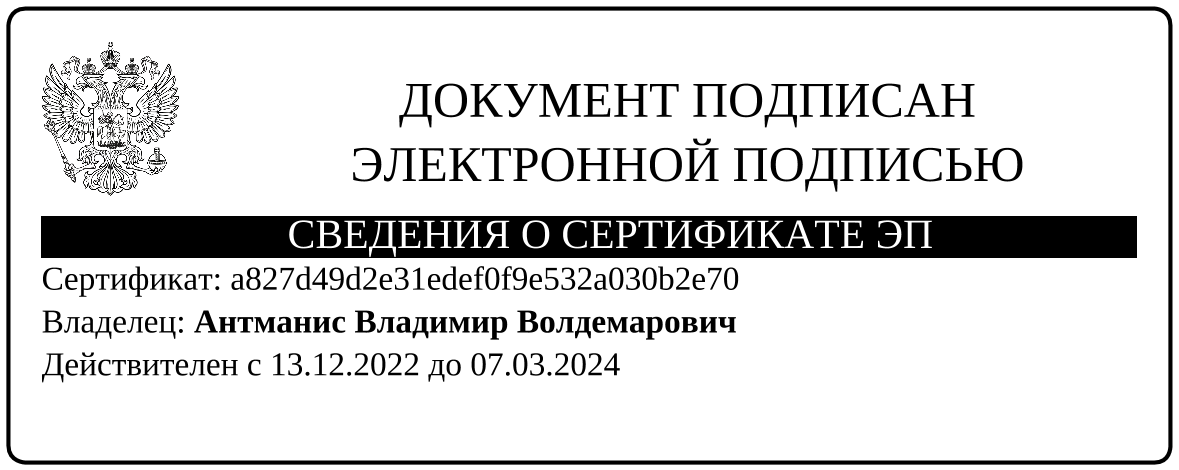 ДОКУМЕНТ ПОДПИСАН
ЭЛЕКТРОННОЙ ПОДПИСЬЮ
СВЕДЕНИЯ О СЕРТИФИКАТЕ ЭП
Сертификат: a827d49d2e31edef0f9e532a030b2e70
Владелец: Антманис Владимир Волдемарович
Действителен с 13.12.2022 до 07.03.2024